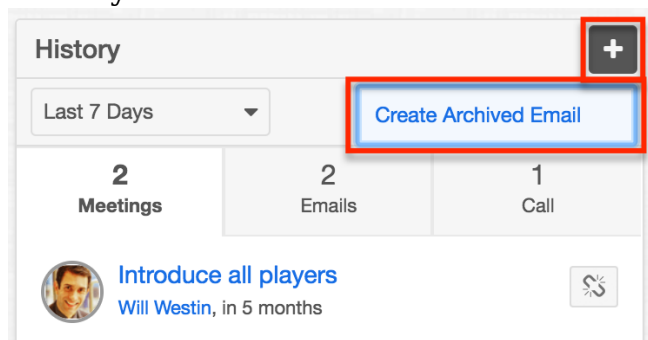 History +
Last 7 Days
Create Archived Email
2 2 1
Meetings Emails Call
Introduce all players
Will Westin, in 5 months